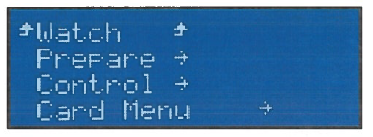 Watch
Prepare →
Control →
Card Menu →